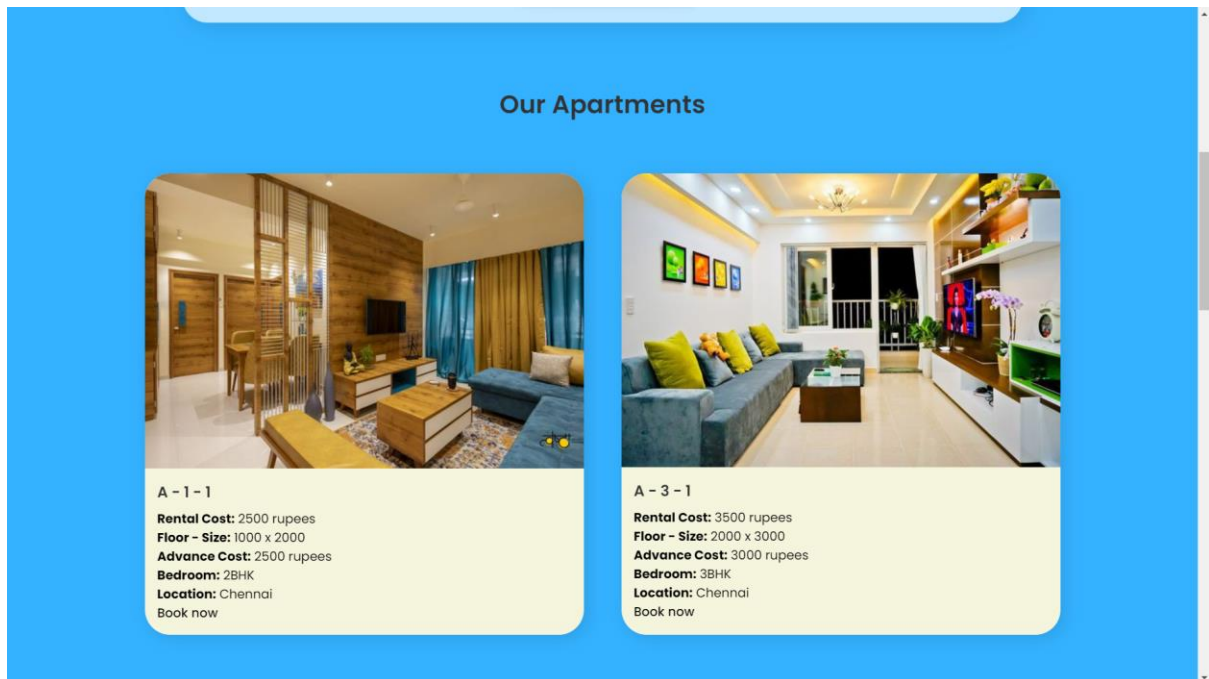 Our Apartments
A - 1 - 1
Rental Cost: 2500 rupees
Floor - Size: 1000 x 2000
Advance Cost: 2500 rupees
Bedroom: 2BHK
Location: Chennai
Book now
A - 3 - 1
Rental Cost: 3500 rupees
Floor - Size: 2000 x 3000
Advance Cost: 3000 rupees
Bedroom: 3BHK
Location: Chennai
Book now